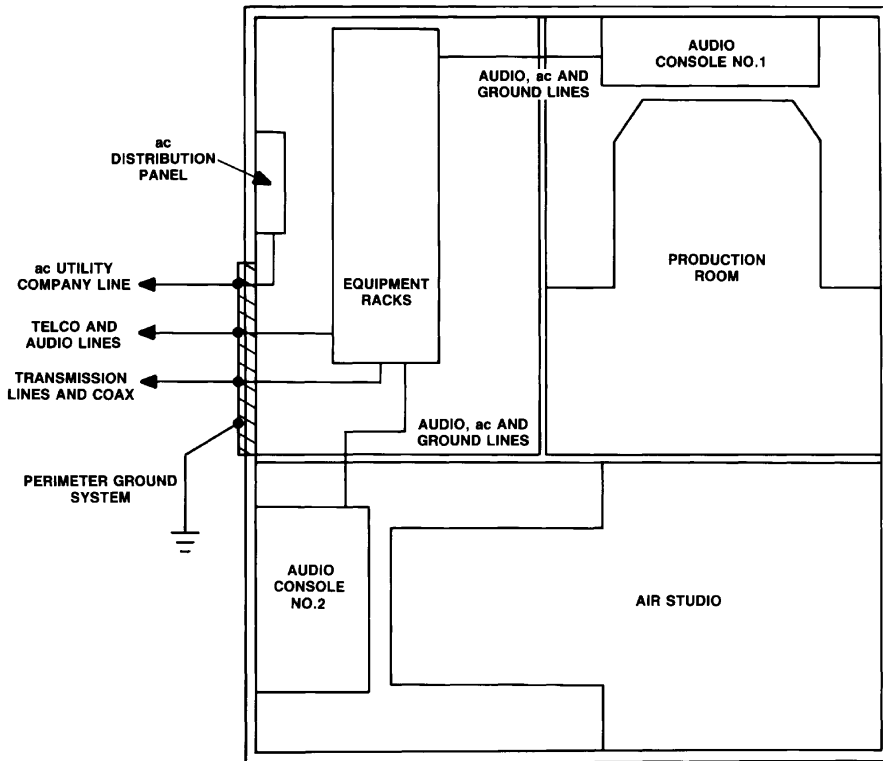 AUDIO
CONSOLE NO.1
AUDIO, ac AND
GROUND LINES
ac
DISTRIBUTION
PANEL
PRODUCTION
ROOM
ac UTILITY
COMPANY LINE
EQUIPMENT
RACKS
TELCO AND
AUDIO LINES
TRANSMISSION
LINES AND COAX
AUDIO, ac AND
GROUND LINES
PERIMETER GROUND
SYSTEM
AUDIO
CONSOLE
NO.2
AIR STUDIO